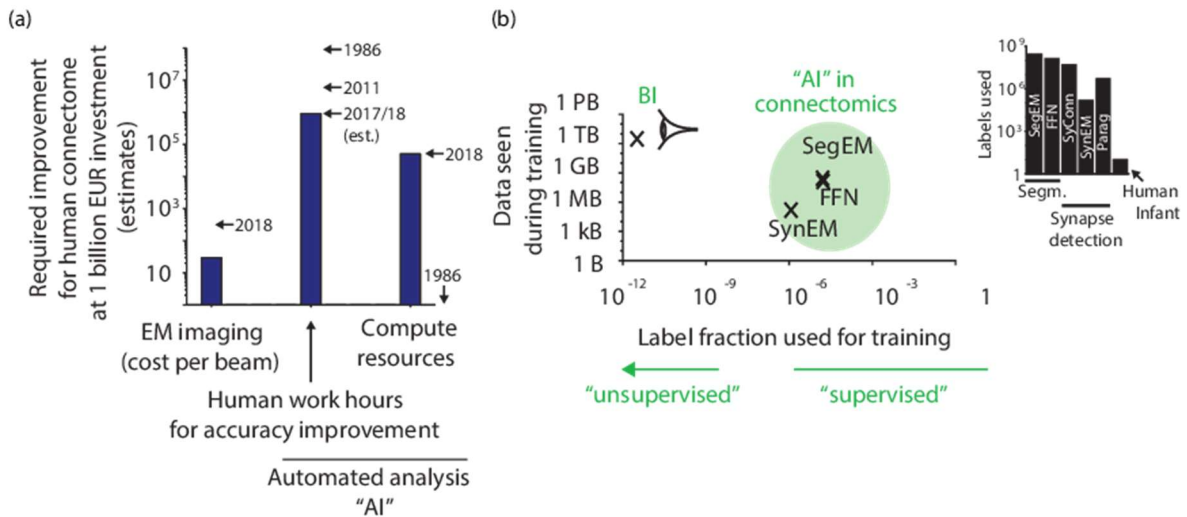 (a)
Required improvement
for human connectome
at 1 billion EUR investment
(estimates)
10^7
10^5
10^3
10
←1986
←2011
←2017/18
(est.)
←2018
←2018
1986
↓
EM imaging
(cost per beam)
Compute
resources
Human work hours
for accuracy improvement
Automated analysis
"AI"
(b)
Data seen
during training
1 PB
1 TB
1 GB
1 MB
1 kB
1 B
BI
"AI" in
connectomics
SegEM
FFN
SynEM
10^-12
10^-9
10^-6
10^-3
1
Label fraction used for training
"unsupervised"
"supervised"
Labels used
10^9
10^6
10^3
1
SegEM
FFN
SyConn
SynEM
Parag
Segm.
Human
Infant
Synapse
detection